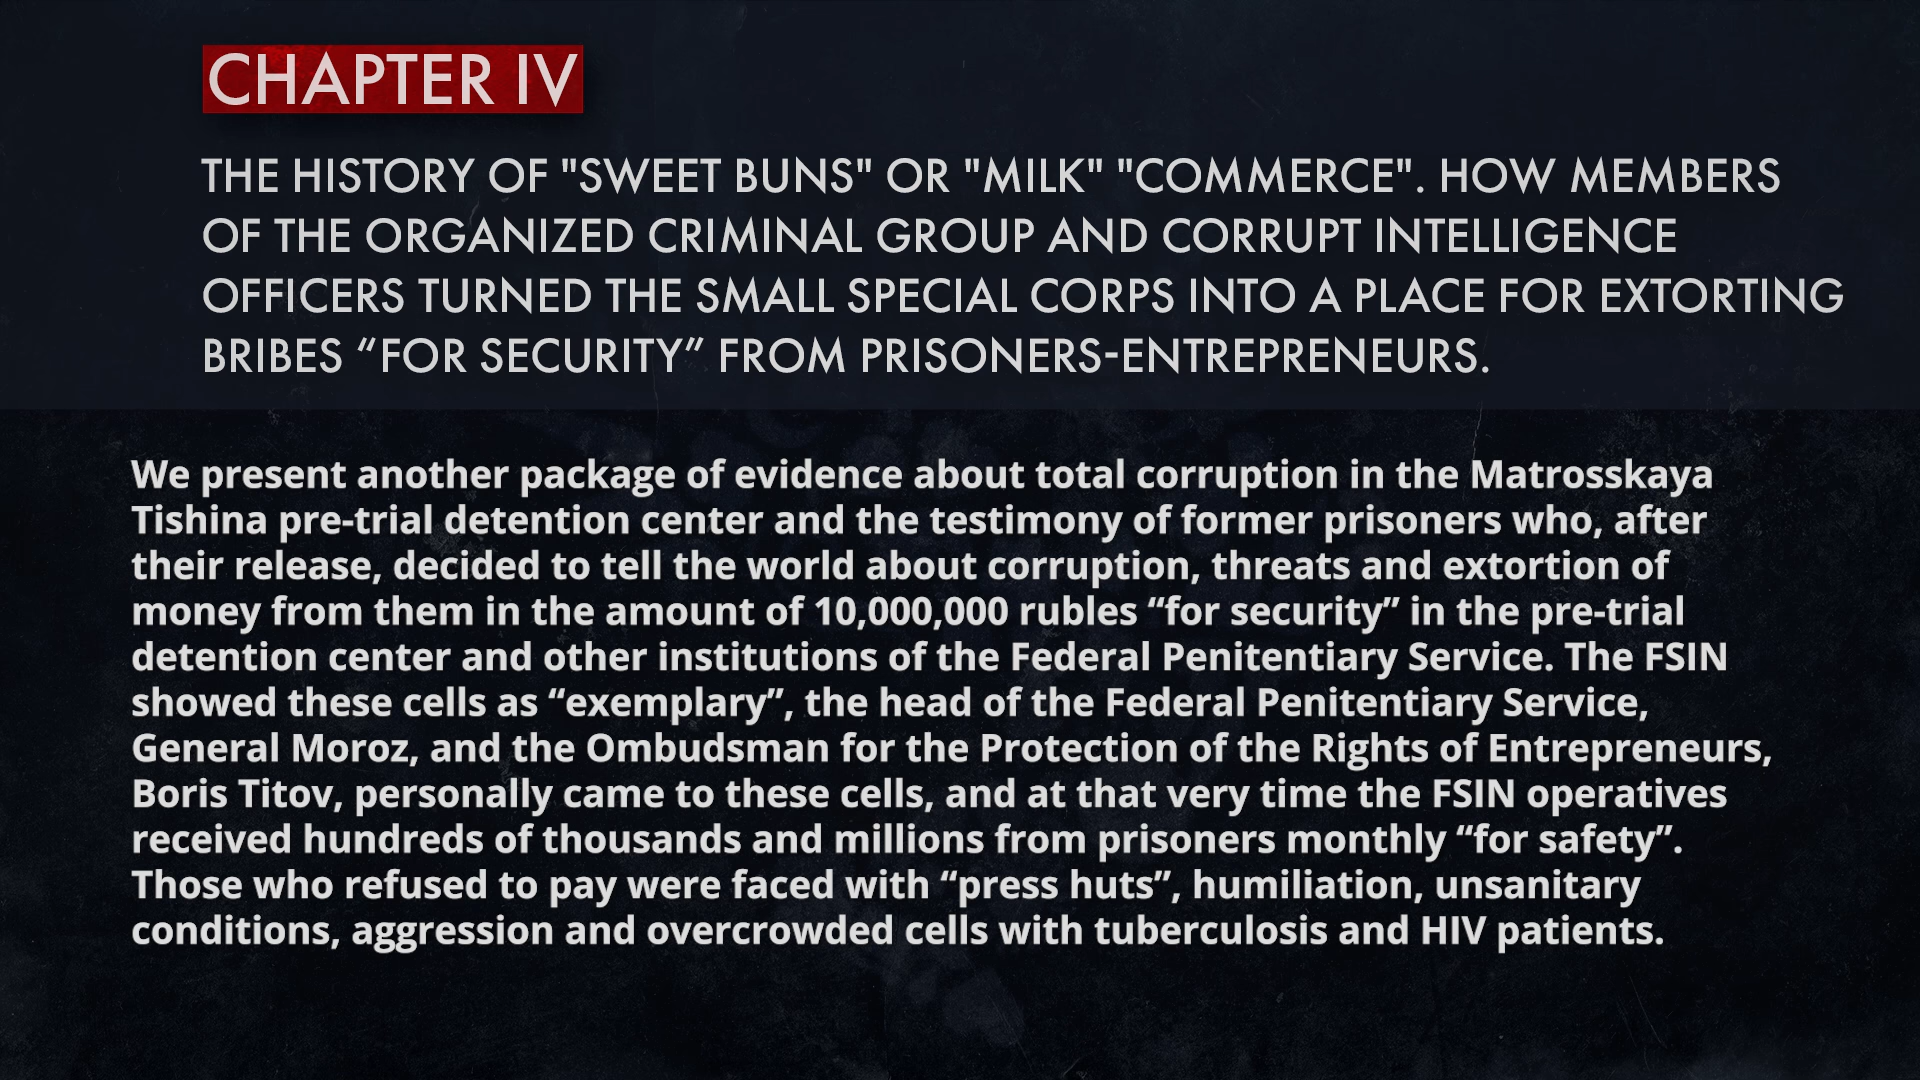 CHAPTER IV
THE HISTORY OF "SWEET BUNS" OR "MILK" "COMMERCE". HOW MEMBERS
OF THE ORGANIZED CRIMINAL GROUP AND CORRUPT INTELLIGENCE
OFFICERS TURNED THE SMALL SPECIAL CORPS INTO A PLACE FOR EXTORTING
BRIBES “FOR SECURITY” FROM PRISONERS-ENTREPRENEURS.
We present another package of evidence about total corruption in the Matrosskaya
Tishina pre-trial detention center and the testimony of former prisoners who, after
their release, decided to tell the world about corruption, threats and extortion of
money from them in the amount of 10,000,000 rubles “for security” in the pre-trial
detention center and other institutions of the Federal Penitentiary Service. The FSIN
showed these cells as “exemplary”, the head of the Federal Penitentiary Service,
General Moroz, and the Ombudsman for the Protection of the Rights of Entrepreneurs,
Boris Titov, personally came to these cells, and at that very time the FSIN operatives
received hundreds of thousands and millions from prisoners monthly “for safety”.
Those who refused to pay were faced with “press huts”, humiliation, unsanitary
conditions, aggression and overcrowded cells with tuberculosis and HIV patients.